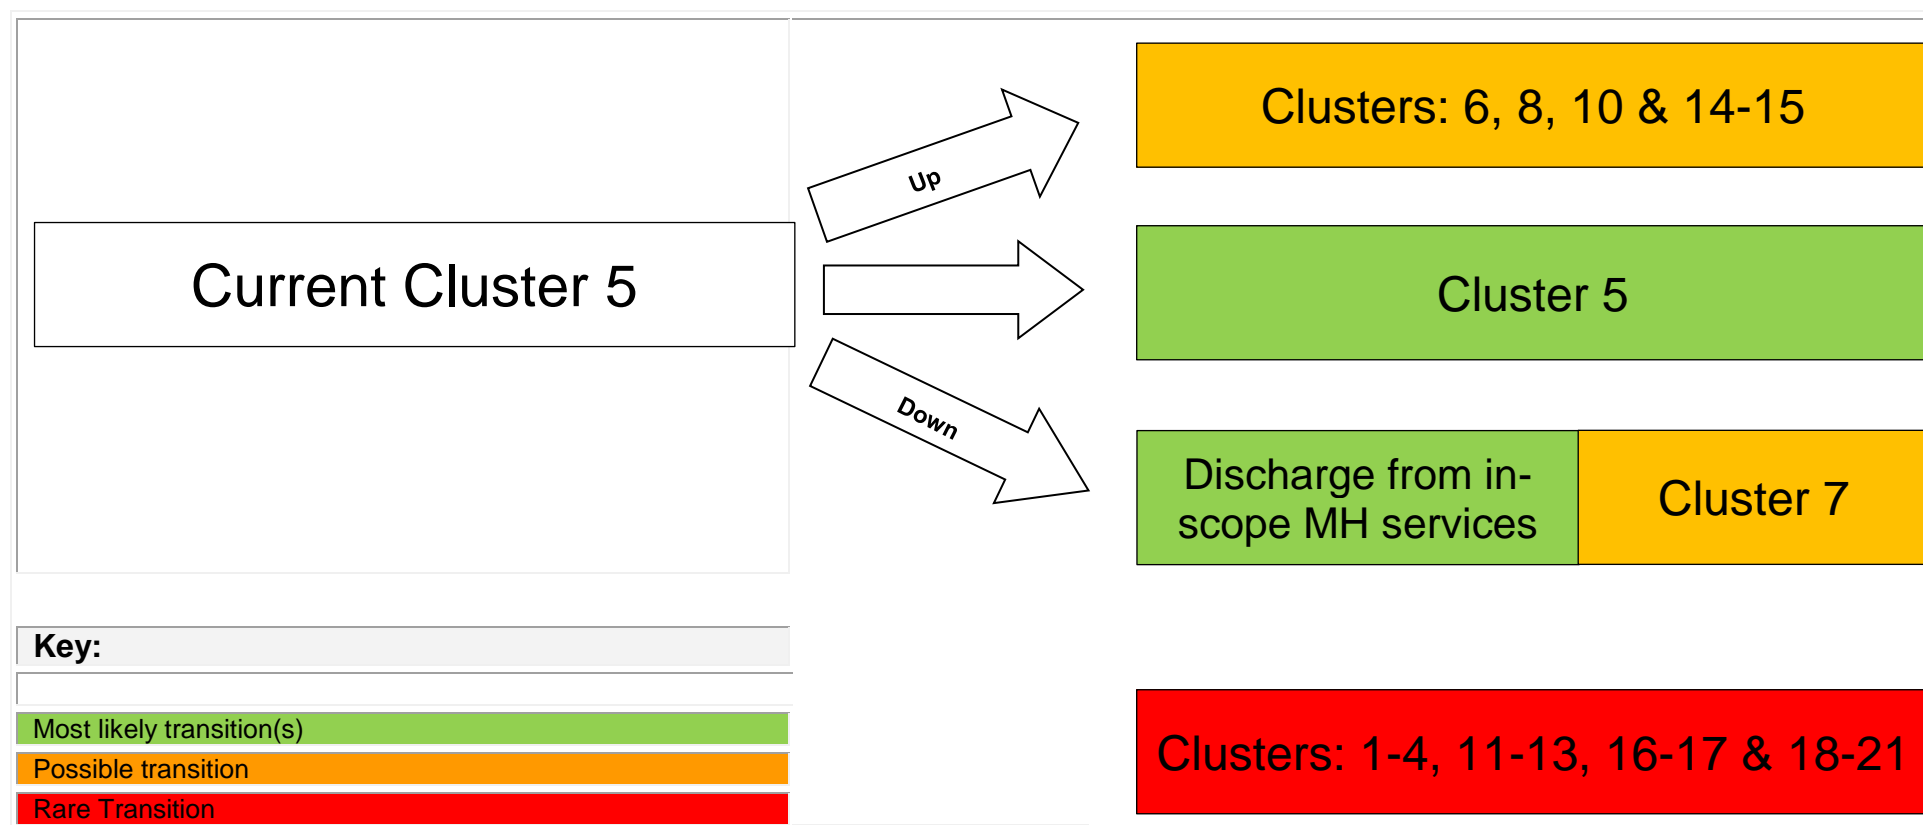 Clusters: 6, 8, 10 & 14-15
Up
Current Cluster 5
Cluster 5
Down
Discharge from in-
scope MH services
Cluster 7
Key:
Most likely transition(s)
Possible transition
Rare Transition
Clusters: 1-4, 11-13, 16-17 & 18-21